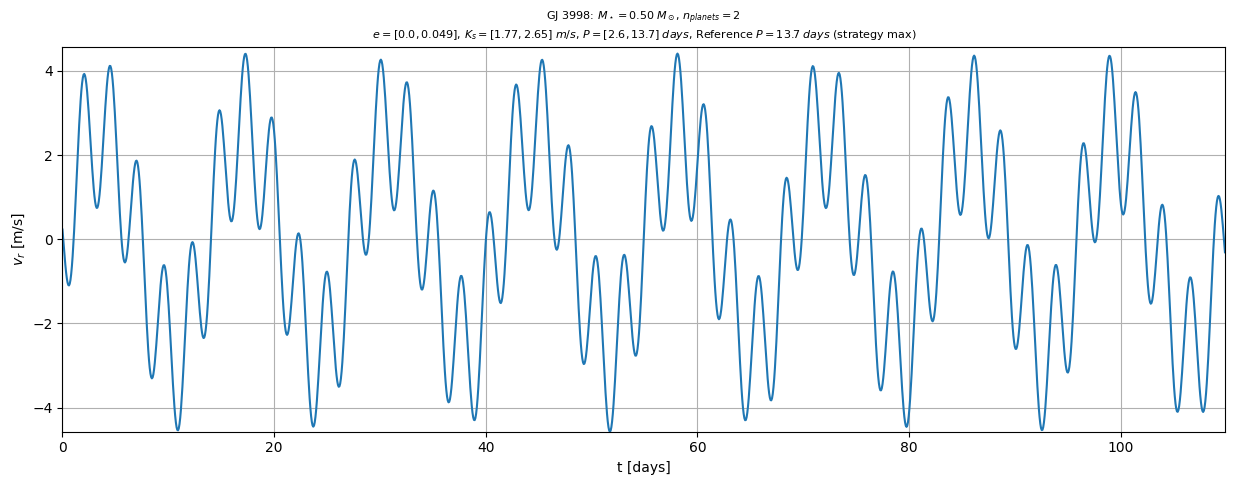 GJ 3998: $M_\star = 0.50\ M_\odot$, $n_{planets} = 2$
$e = [0.0, 0.049]$, $K_s = [1.77, 2.65]\ m/s$, $P = [2.6, 13.7]\ days$, Reference $P = 13.7\ days$ (strategy max)
4
2
0
−2
−4
$v_r$ [m/s]
0 20 40 60 80 100
t [days]